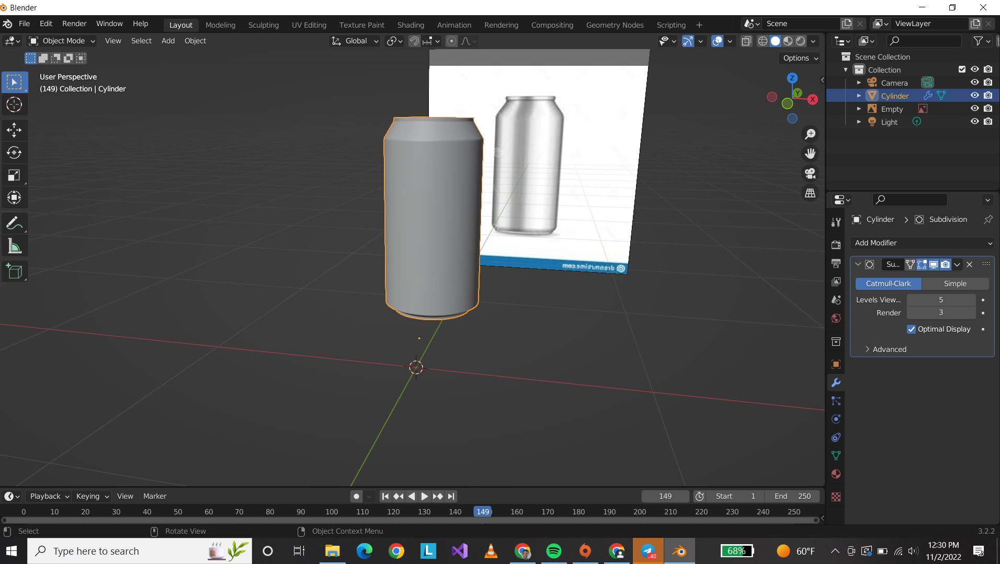 Blender
File Edit Render Window Help Layout Modeling Sculpting UV Editing Texture Paint Shading Animation Rendering Compositing Geometry Nodes Scripting + Scene ViewLayer
Object Mode View Select Add Object Global
Options
User Perspective
(149) Collection | Cylinder
Z
Y
X
Scene Collection
Collection
Camera
Cylinder
Empty
Light
dreamstime.com
Cylinder > Subdivision
Add Modifier
Su...
Catmull-Clark Simple
Levels View... 5
Render 3
Optimal Display
Advanced
Playback Keying View Marker 149 Start 1 End 250
0 10 20 30 40 50 60 70 80 90 100 110 120 130 140 149 160 170 180 190 200 210 220 230 240 250
Select Rotate View Object Context Menu 3.2.2
Type here to search L ..40 68% 60°F 12:30 PM
11/2/2022